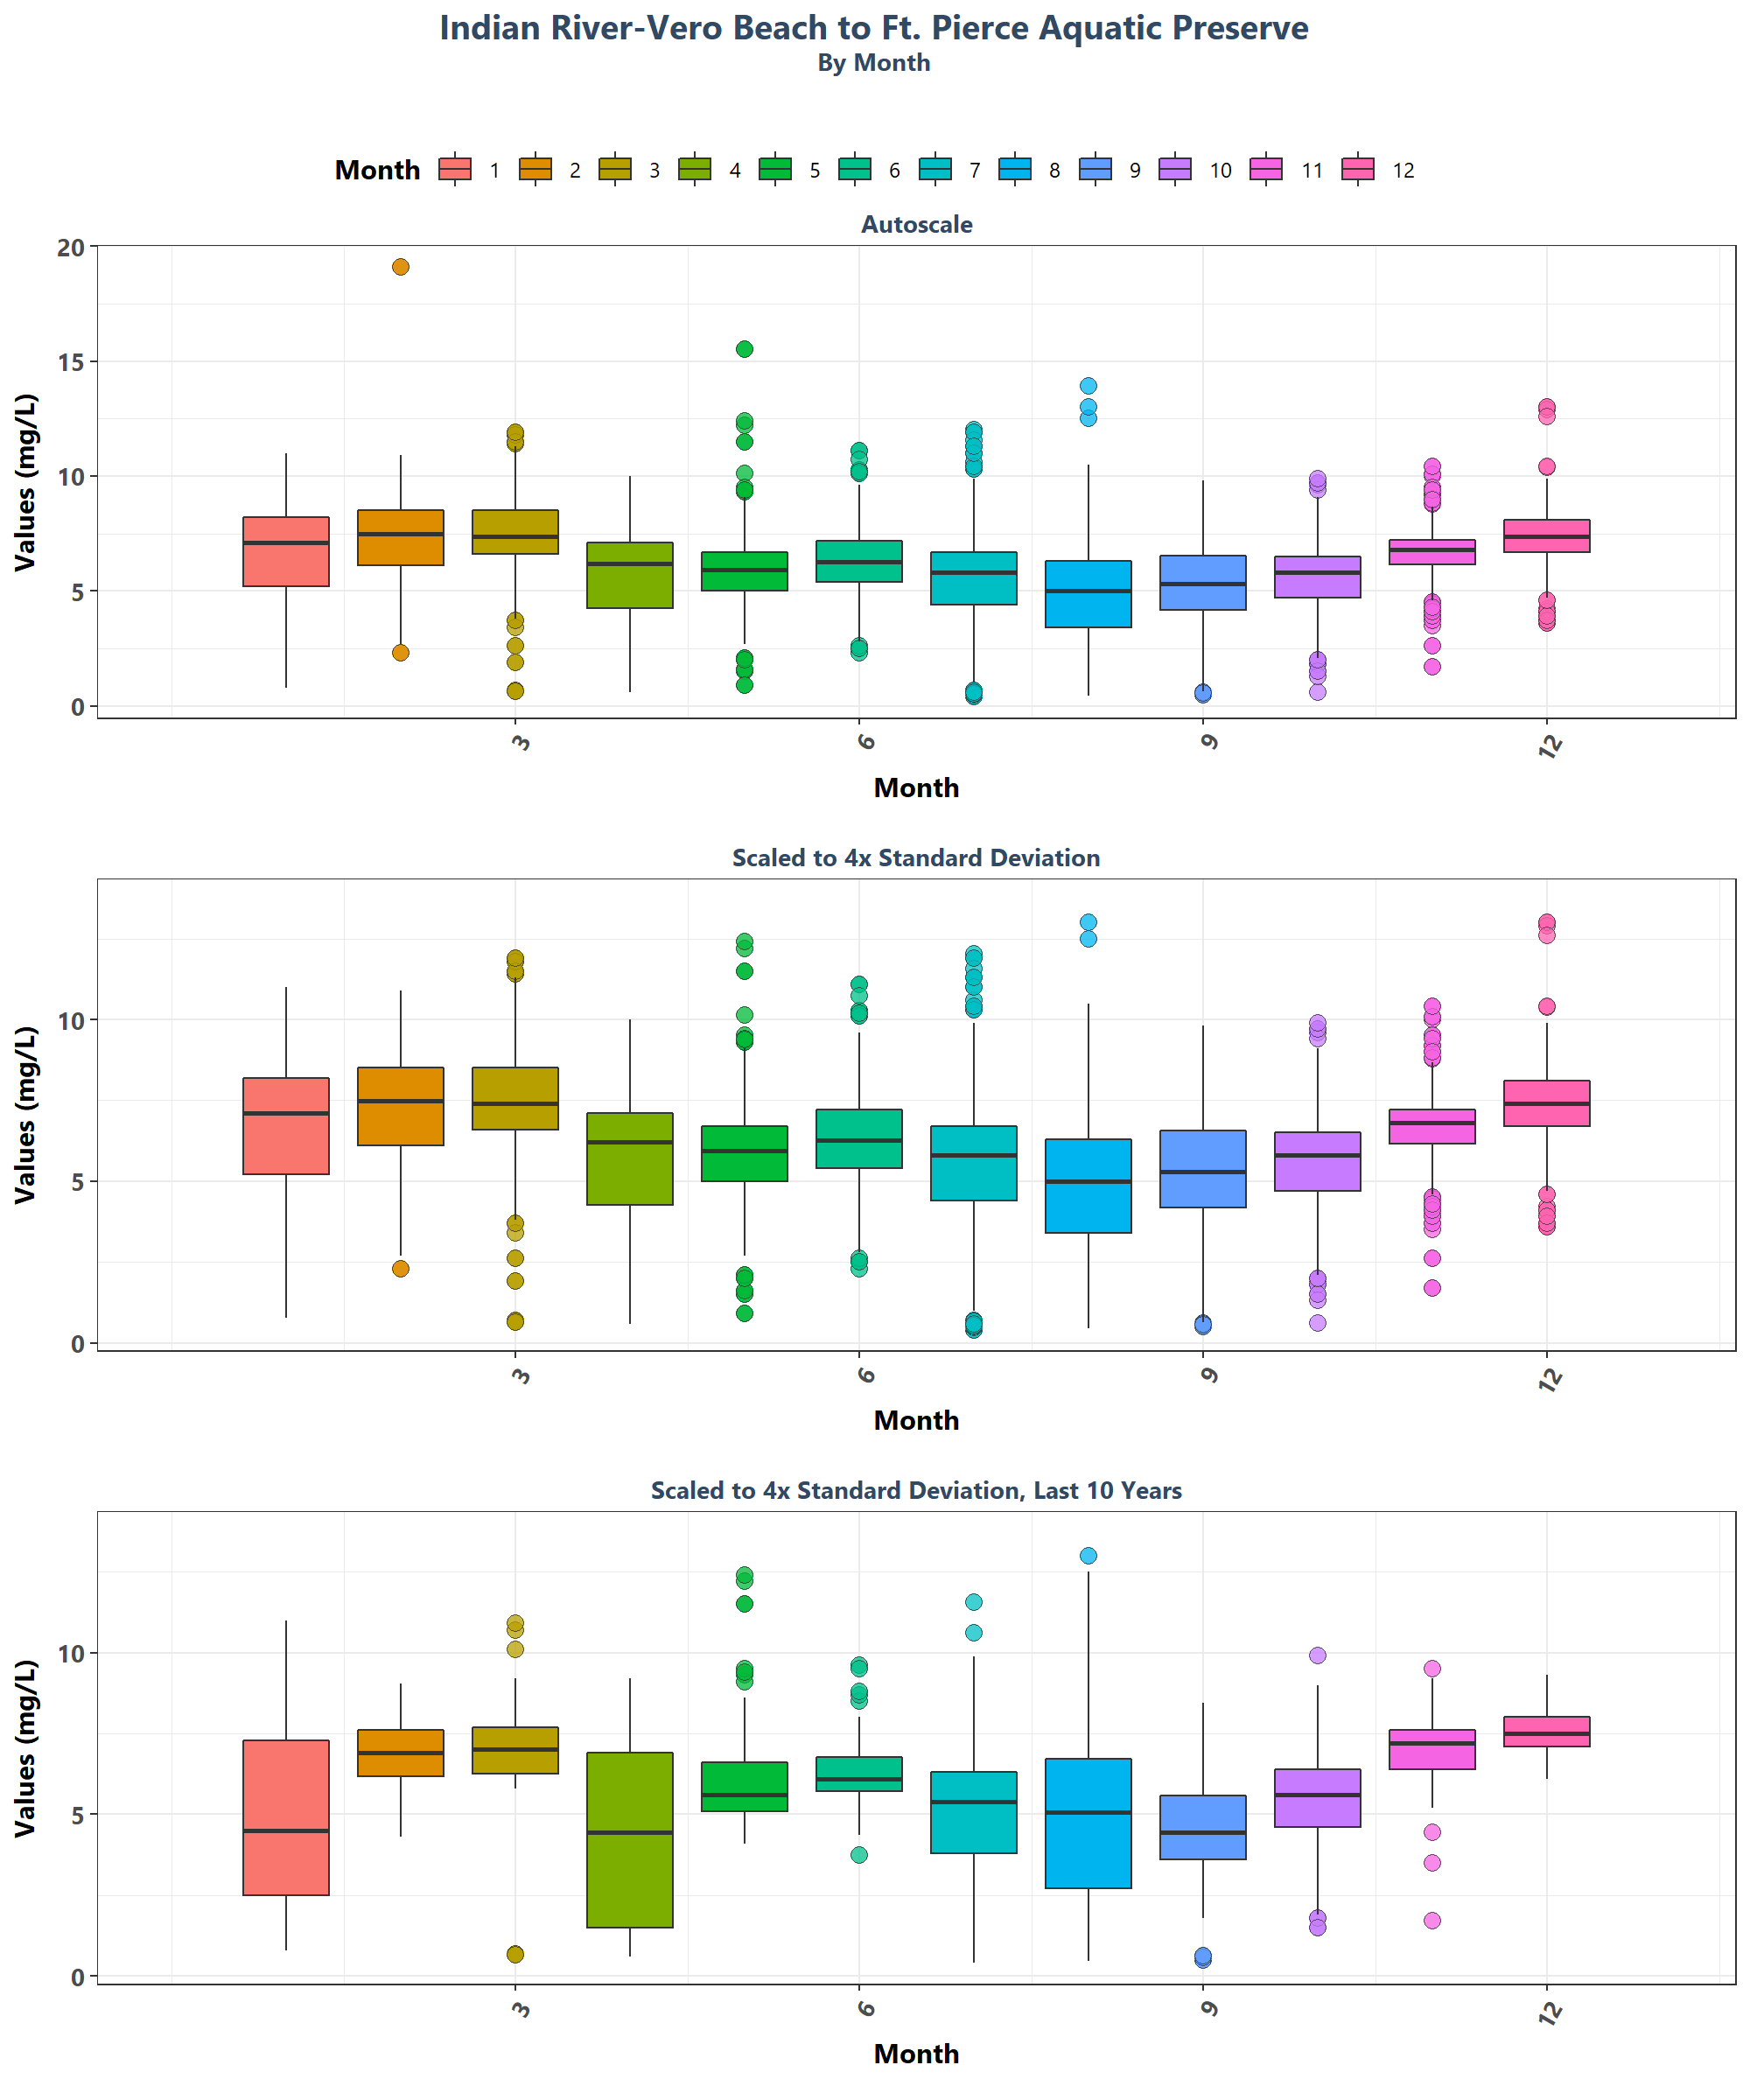 Indian River-Vero Beach to Ft. Pierce Aquatic Preserve
By Month
Month 1 2 3 4 5 6 7 8 9 10 11 12
Autoscale
Values (mg/L)
20
15
10
5
0
3 6 9 12
Month
Scaled to 4x Standard Deviation
Values (mg/L)
10
5
0
3 6 9 12
Month
Scaled to 4x Standard Deviation, Last 10 Years
Values (mg/L)
10
5
0
3 6 9 12
Month